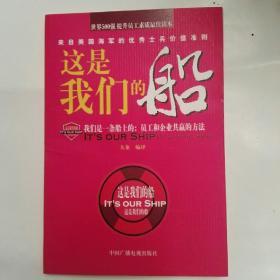 世界500强提升员工素质最佳读本
来自美国海军的优秀士兵价值准则
这是
我们的
船
我们是一条船上的:员工和企业共赢的方法
IT'S OUR SHIP
这是我们的船
IT'S OUR SHIP
这是我们的船
中国广播电视出版社